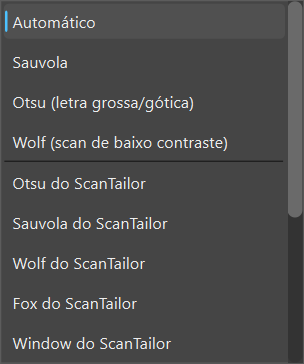 Automático
Sauvola
Otsu (letra grossa/gótica)
Wolf (scan de baixo contraste)
Otsu do ScanTailor
Sauvola do ScanTailor
Wolf do ScanTailor
Fox do ScanTailor
Window do ScanTailor